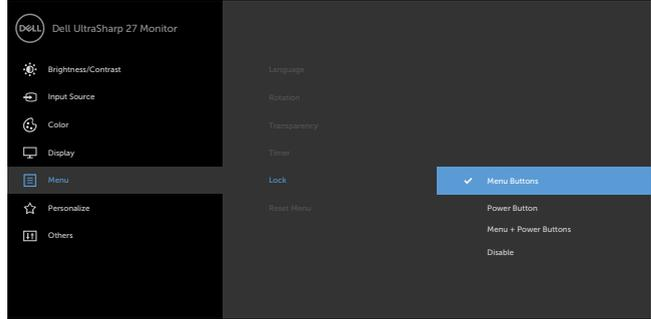 DELL
Dell UltraSharp 27 Monitor
Brightness/Contrast
Input Source
Color
Display
Menu
Personalize
Others
Language
Rotation
Transparency
Timer
Lock
Reset Menu
Menu Buttons
Power Button
Menu + Power Buttons
Disable